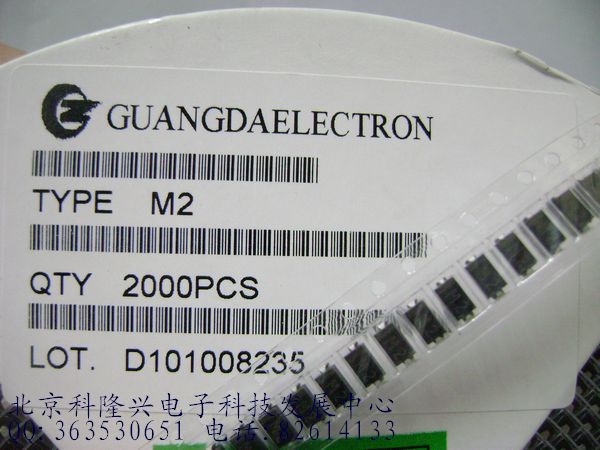 GUANGDAELECTRON
TYPE M2
QTY 2000PCS
LOT. D101008235
北京科隆兴电子科技发展中心
QQ:363530651 电话:82614133